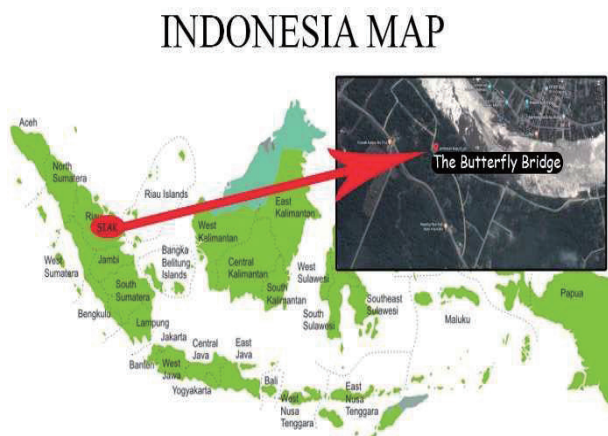 INDONESIA MAP
Aceh
North
Sumatera
Riau Islands
Riau
SIAK
West
Sumatera
Jambi
Bangka
Belitung
Islands
South
Sumatera
Bengkulu
Lampung
Jakarta
Banten
West
Jawa
Central
Java
East
Java
Yogyakarta
Bali
West
Nusa
Tenggara
East
Nusa
Tenggara
West
Kalimantan
Central
Kalimantan
East
Kalimantan
South
Kalimantan
West
Sulawesi
South
Sulawesi
Southeast
Sulawesi
Maluku
Papua
The Butterfly Bridge